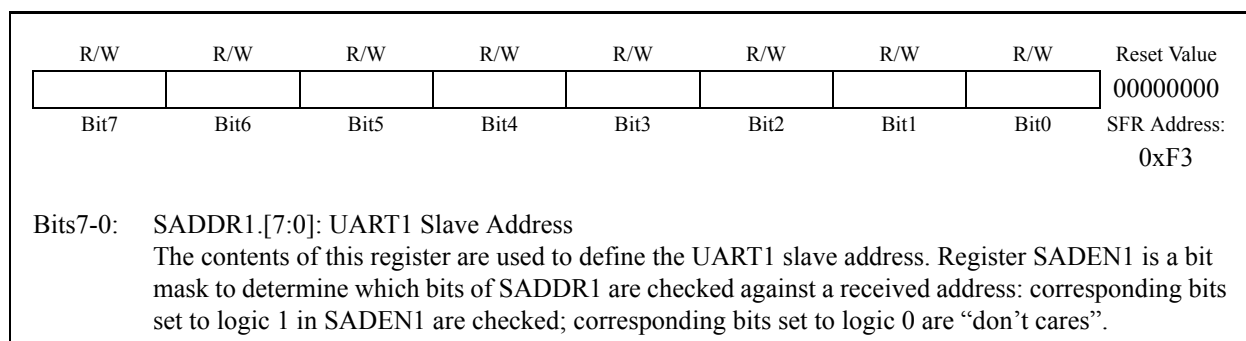 R/W R/W R/W R/W R/W R/W R/W R/W Reset Value
00000000
Bit7 Bit6 Bit5 Bit4 Bit3 Bit2 Bit1 Bit0 SFR Address:
0xF3
Bits7-0: SADDR1.[7:0]: UART1 Slave Address
The contents of this register are used to define the UART1 slave address. Register SADEN1 is a bit
mask to determine which bits of SADDR1 are checked against a received address: corresponding bits
set to logic 1 in SADEN1 are checked; corresponding bits set to logic 0 are “don’t cares”.